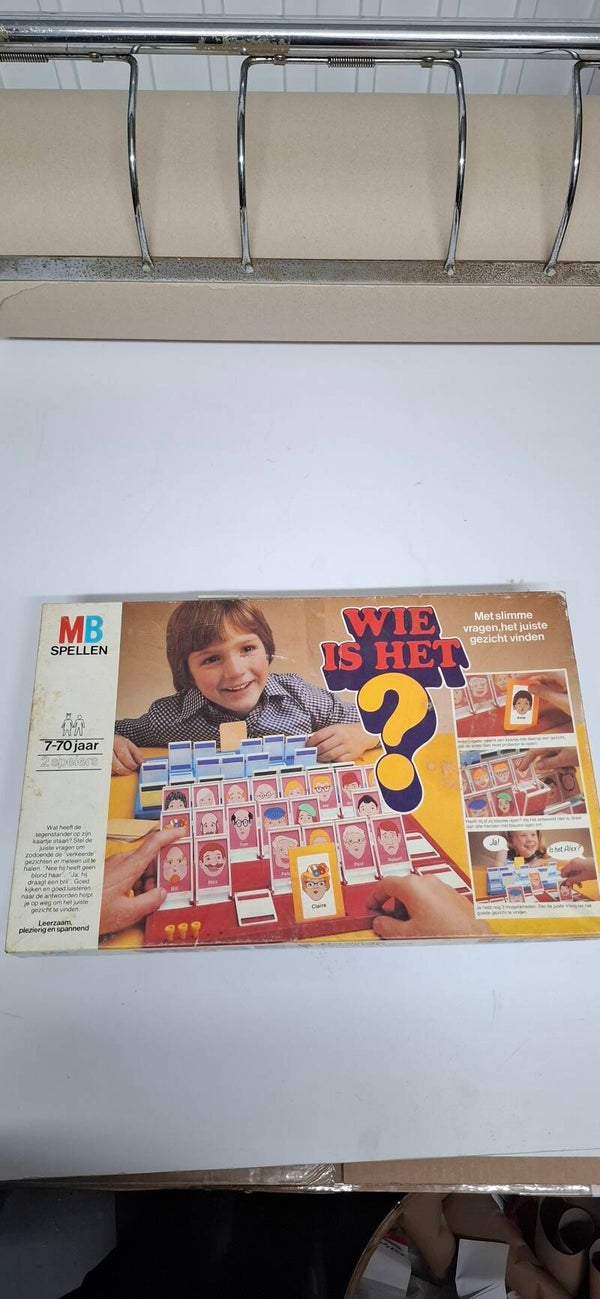 MB
SPELLEN
7-70 jaar
2 spelers
Wat heeft de
tegenstander op zijn
kaartje staan? Stel de
juiste vragen om
zodoende de "verkeerde"
gezichten er meteen uit te
halen. "Nee hij heeft geen
blond haar". "Ja, hij
draagt een bril". Goed
kijken en goed luisteren
naar de antwoorden helpt
je op weg om het juiste
gezicht te vinden.
Leerzaam,
plezierig en spannend
WIE
IS HET
?
Met slimme
vragen, het juiste
gezicht vinden
Anne
Ja!
Is het Alex?
Tom
Bill
Max
Paul
Robert
Claire